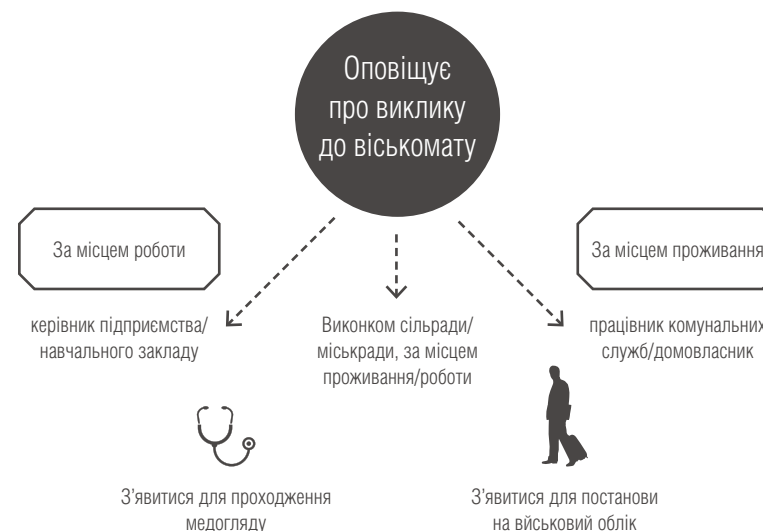 Оповіщує
про виклику
до віськомату
За місцем роботи
За місцем проживання
керівник підприємства/
навчального закладу
Виконком сільради/
міськради, за місцем
проживання/роботи
працівник комунальних
служб/домовласник
З’явитися для проходження
медогляду
З’явитися для постанови
на військовий облік